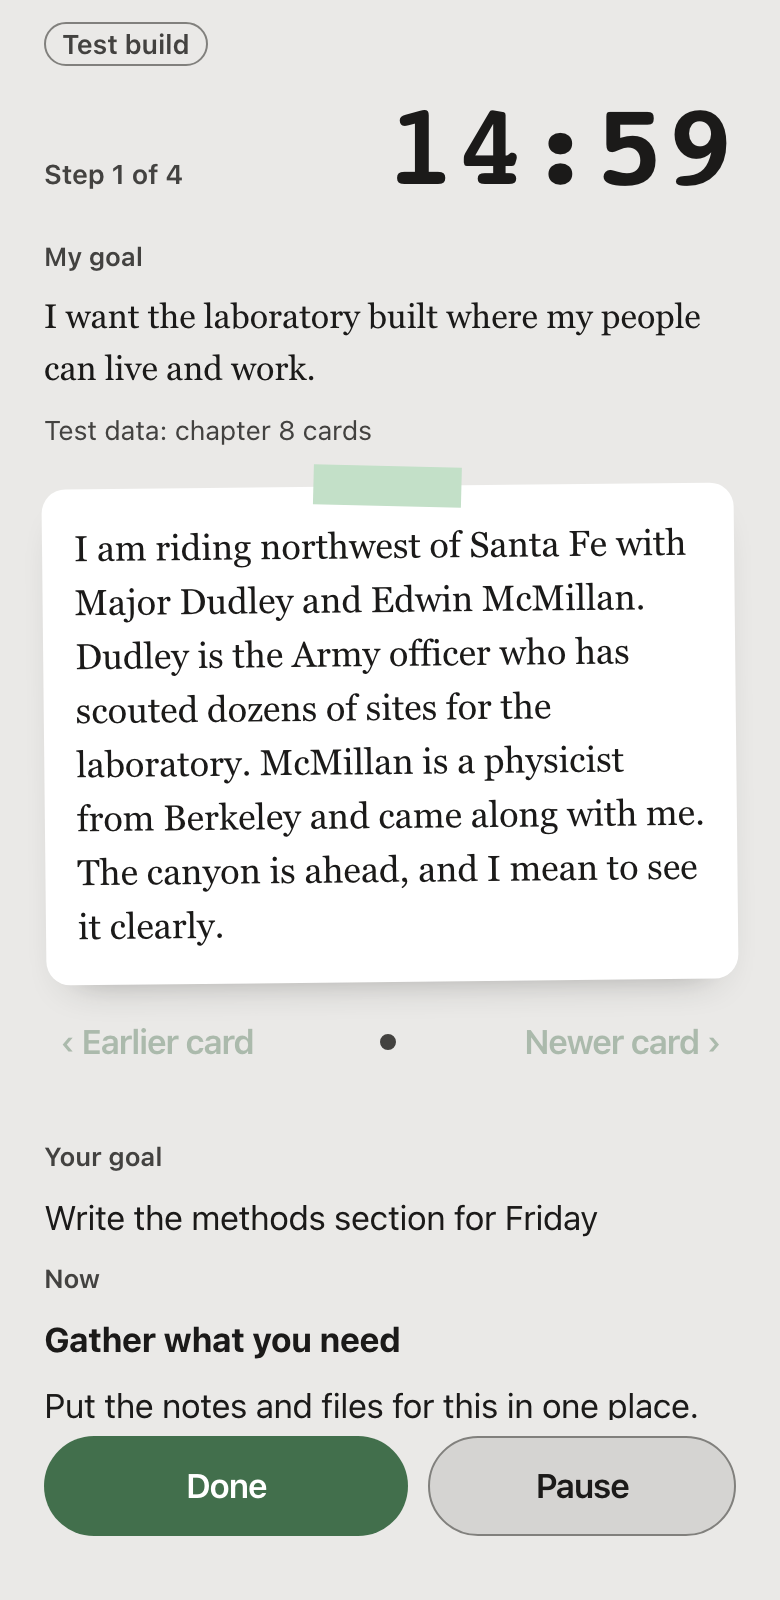 Test build
14:59
Step 1 of 4
My goal
I want the laboratory built where my people
can live and work.
Test data: chapter 8 cards
I am riding northwest of Santa Fe with
Major Dudley and Edwin McMillan.
Dudley is the Army officer who has
scouted dozens of sites for the
laboratory. McMillan is a physicist
from Berkeley and came along with me.
The canyon is ahead, and I mean to see
it clearly.
‹ Earlier card
Newer card ›
Your goal
Write the methods section for Friday
Now
Gather what you need
Put the notes and files for this in one place.
Done
Pause